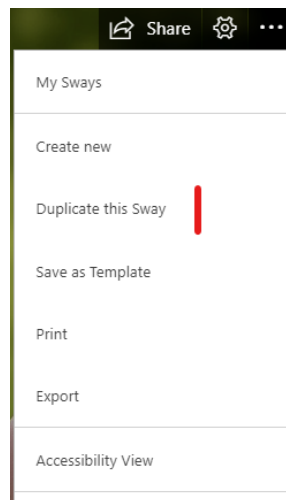 Share
My Sways
Create new
Duplicate this Sway
Save as Template
Print
Export
Accessibility View